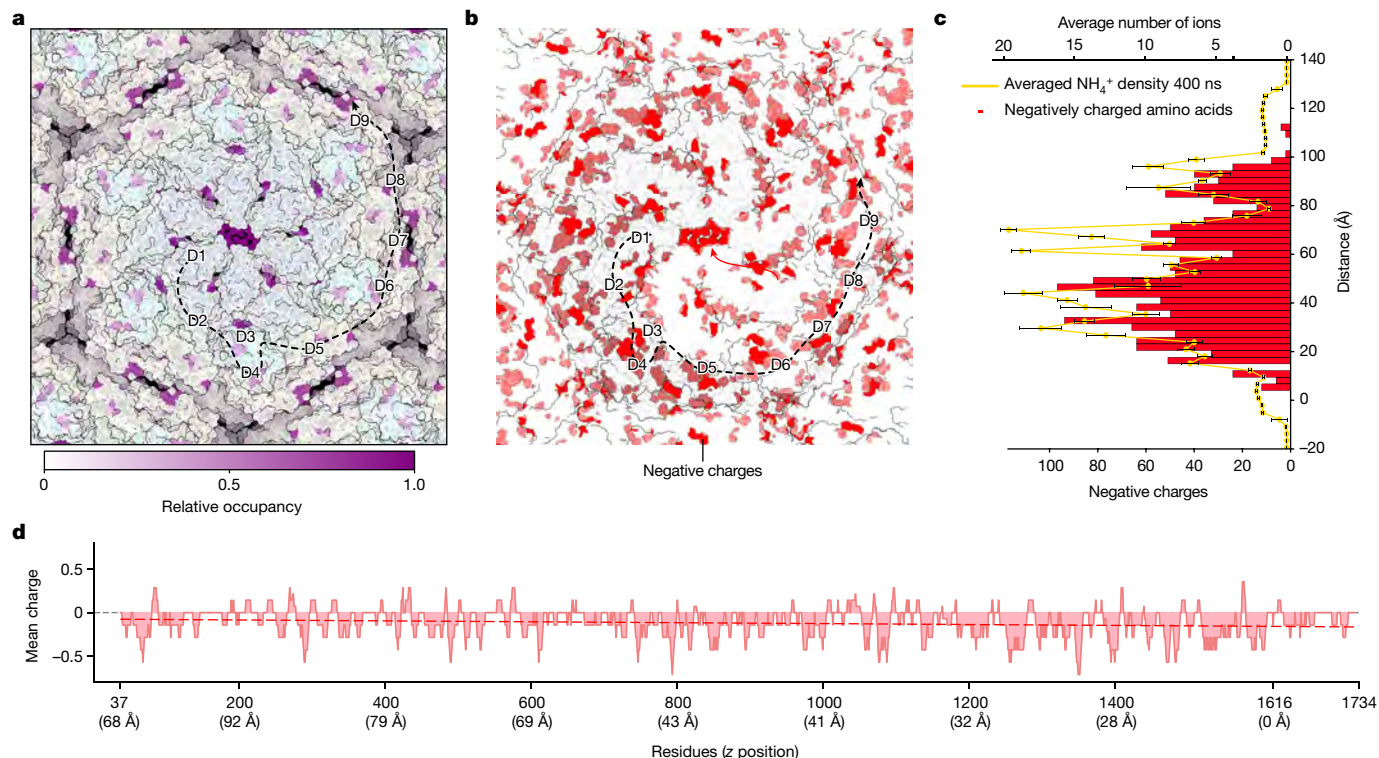 a
D9
D8
D7
D1
D6
D2
D3
D5
D4
0
0.5
1.0
Relative occupancy
b
D1
D9
D2
D8
D3
D7
D4
D5
D6
Negative charges
c
Average number of ions
20 15 10 5 0
Averaged NH4+ density 400 ns
Negatively charged amino acids
140
120
100
80
60
40
20
0
–20
Distance (Å)
100 80 60 40 20 0
Negative charges
d
Mean charge
0.5
0
–0.5
37 200 400 600 800 1000 1200 1400 1616 1734
(68 Å) (92 Å) (79 Å) (69 Å) (43 Å) (41 Å) (32 Å) (28 Å) (0 Å)
Residues (z position)